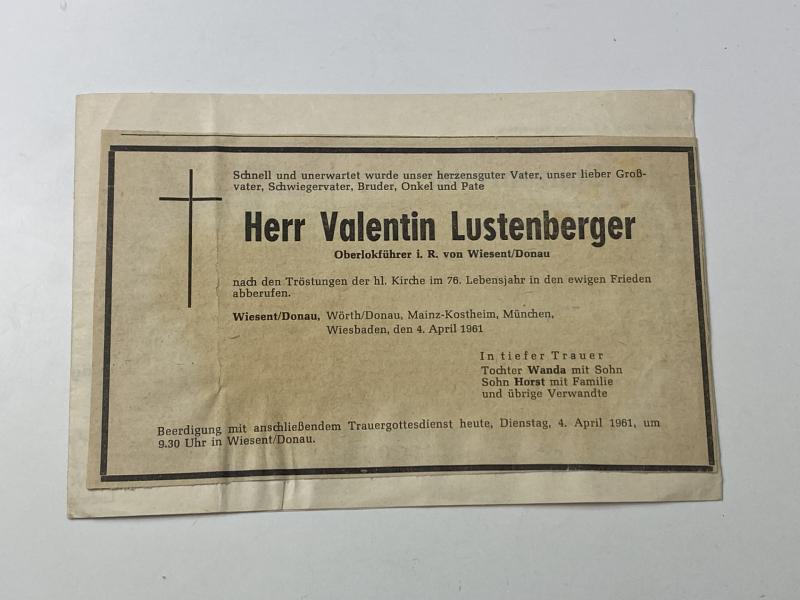 Schnell und unerwartet wurde unser herzensguter Vater, unser lieber Groß-
vater, Schwiegervater, Bruder, Onkel und Pate
Herr Valentin Lustenberger
Oberlokführer i. R. von Wiesent/Donau
nach den Tröstungen der hl. Kirche im 76. Lebensjahr in den ewigen Frieden
abberufen.
Wiesent/Donau, Wörth/Donau, Mainz-Kostheim, München,
Wiesbaden, den 4. April 1961
In tiefer Trauer
Tochter Wanda mit Sohn
Sohn Horst mit Familie
und übrige Verwandte
Beerdigung mit anschließendem Trauergottesdienst heute, Dienstag, 4. April 1961, um
9.30 Uhr in Wiesent/Donau.